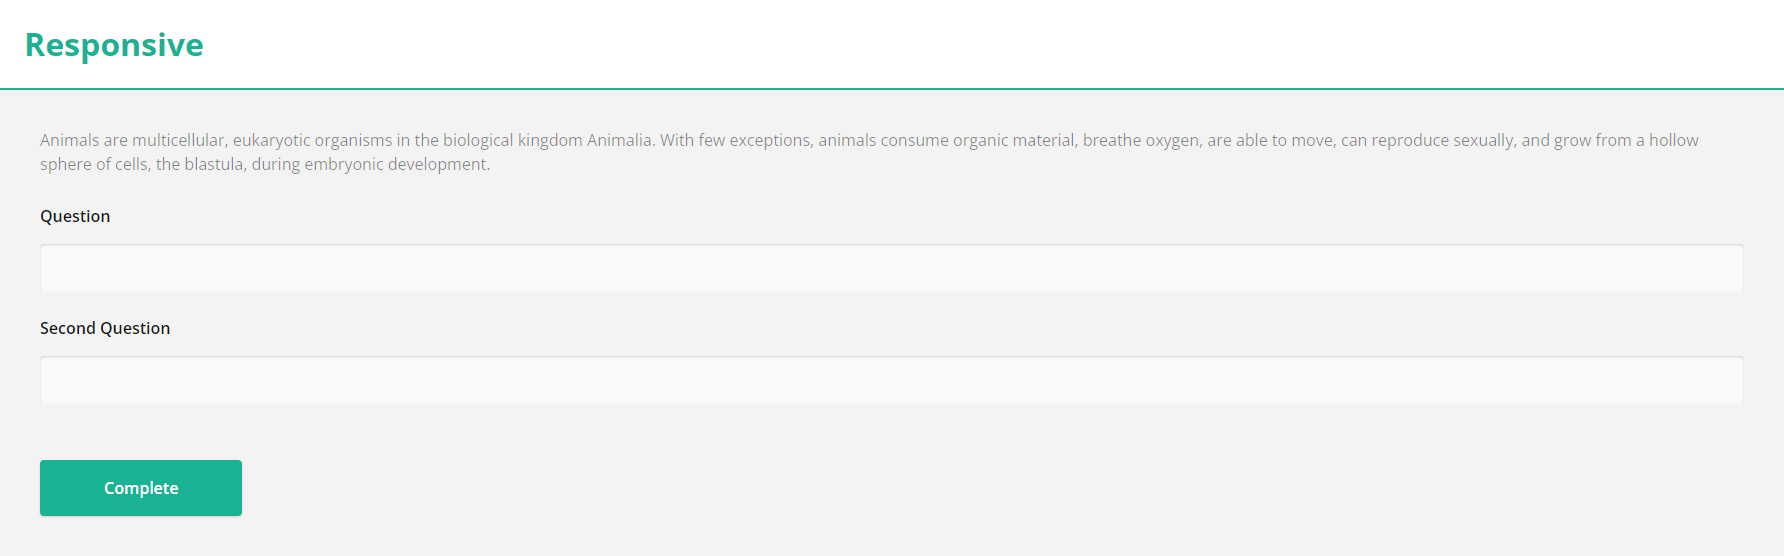 Responsive
Animals are multicellular, eukaryotic organisms in the biological kingdom Animalia. With few exceptions, animals consume organic material, breathe oxygen, are able to move, can reproduce sexually, and grow from a hollow
sphere of cells, the blastula, during embryonic development.
Question
Second Question
Complete